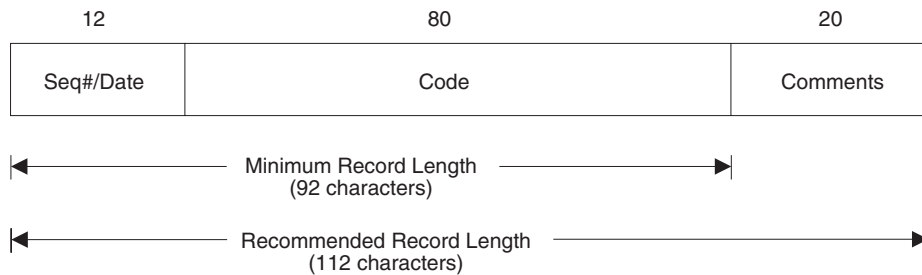 12 80 20
Seq#/Date Code Comments
Minimum Record Length
(92 characters)
Recommended Record Length
(112 characters)